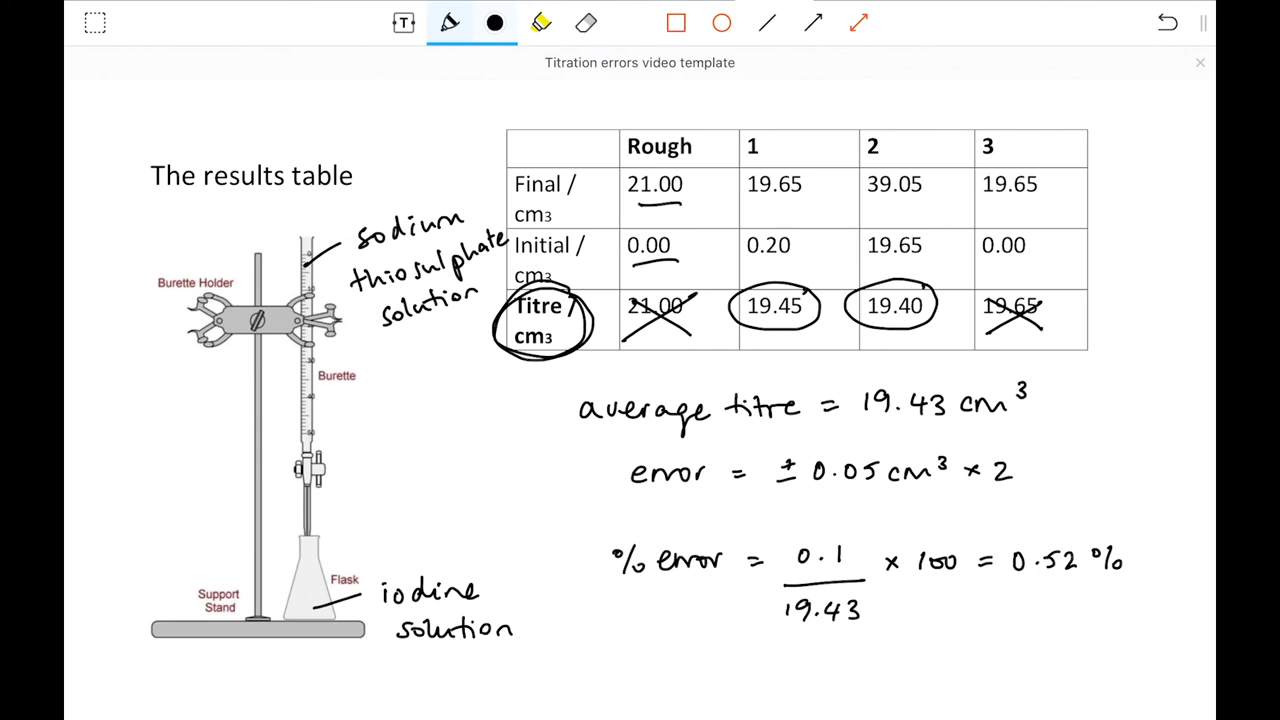 T
Titration errors video template
The results table
Rough 1 2 3
Final / cm3 21.00 19.65 39.05 19.65
Initial / cm3 0.00 0.20 19.65 0.00
Titre / cm3 21.00 19.45 19.40 19.65
sodium
thiosulphate
solution
Burette Holder
Burette
Flask
Support
Stand
iodine
solution
average titre = 19.43 cm³
error = ± 0.05 cm³ × 2
% error = 0.1 / 19.43 × 100 = 0.52 %